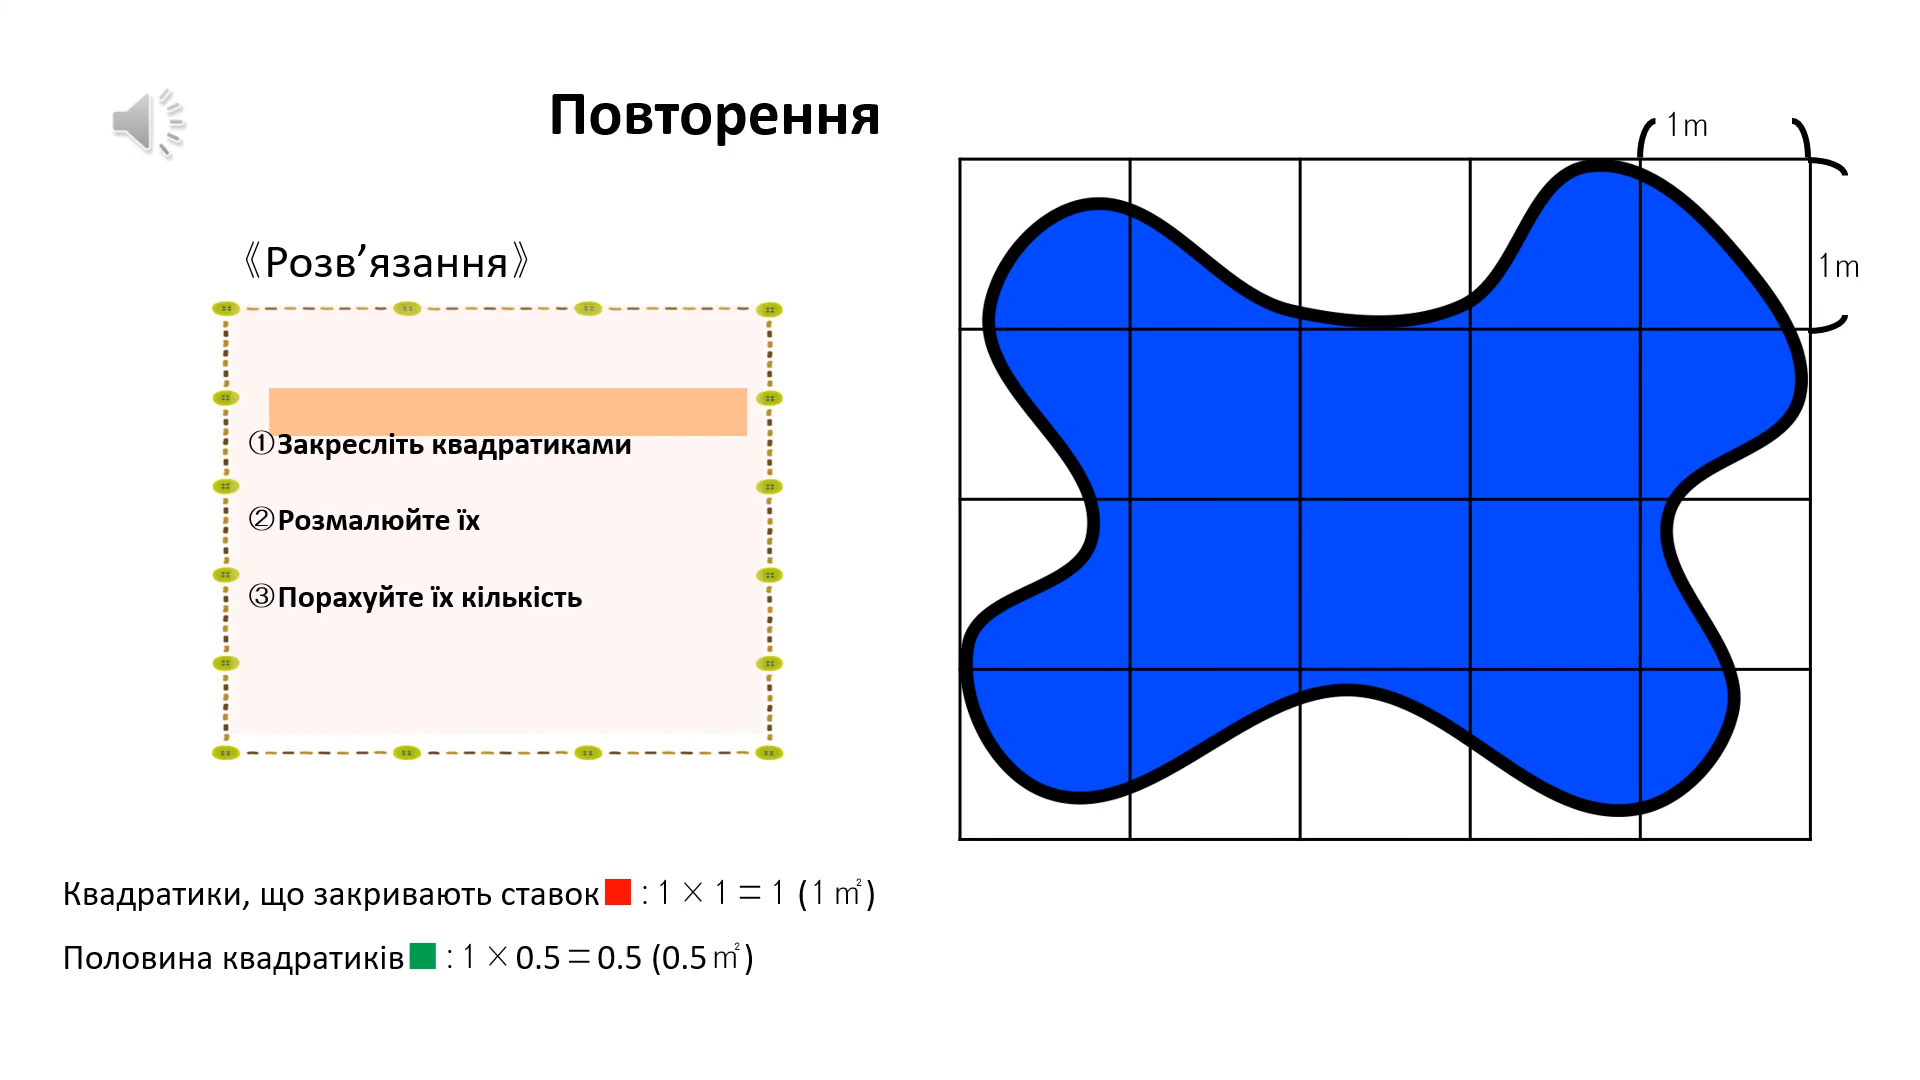 Повторення
1m
1m
《Розв’язання》
①Закресліть квадратиками
②Розмалюйте їх
③Порахуйте їх кількість
Квадратики, що закривають ставок : 1 × 1 = 1 (1 ㎡)
Половина квадратиків : 1 × 0.5 = 0.5 (0.5 ㎡)